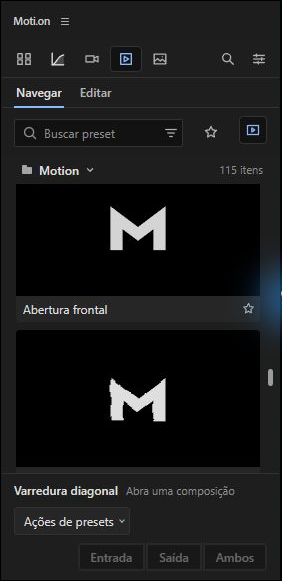 Moti.on
Navegar Editar
Buscar preset
Motion 115 itens
M
Abertura frontal
M
Varredura diagonal Abra uma composição
Ações de presets
Entrada Saída Ambos